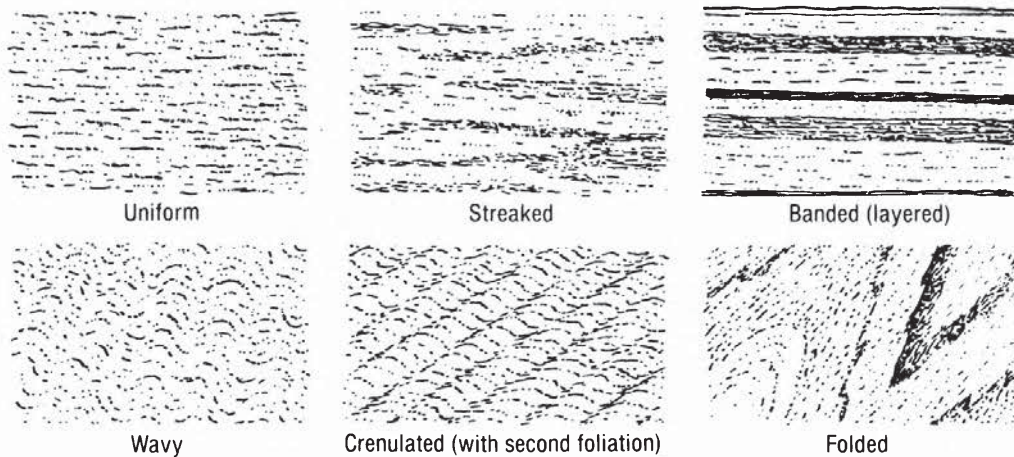 Uniform
Streaked
Banded (layered)
Wavy
Crenulated (with second foliation)
Folded